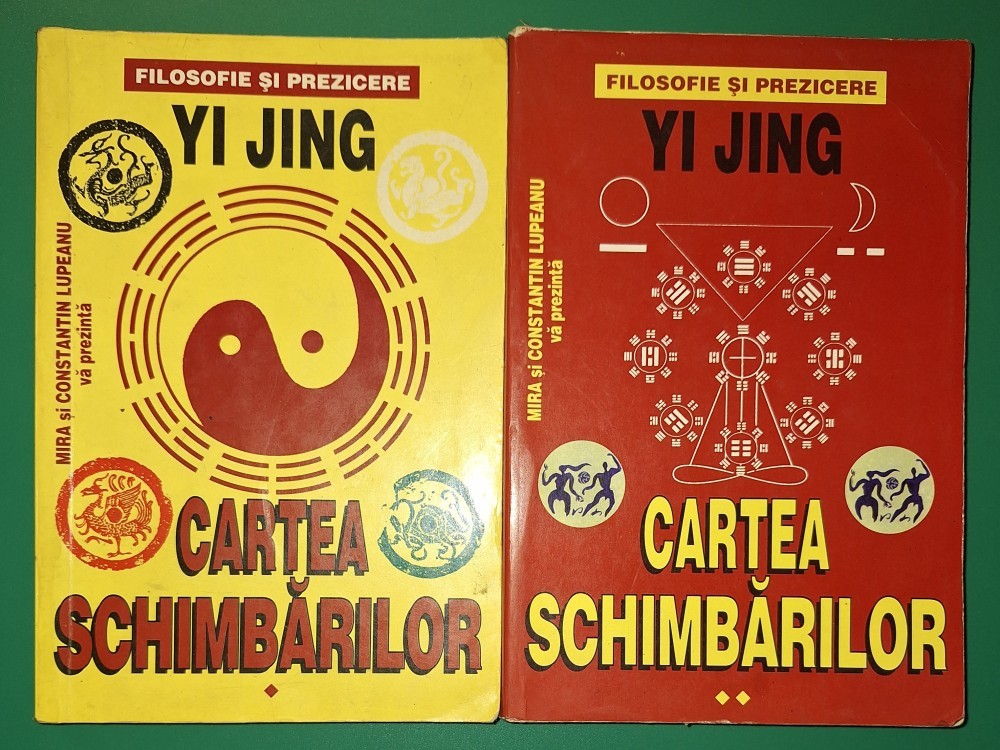 FILOSOFIE ȘI PREZICERE
YI JING
MIRA și CONSTANTIN LUPEANU
vă prezintă
CARTEA
SCHIMBĂRILOR
FILOSOFIE ȘI PREZICERE
YI JING
MIRA și CONSTANTIN LUPEANU
vă prezintă
CARȚEA
SCHIMBĂRILOR